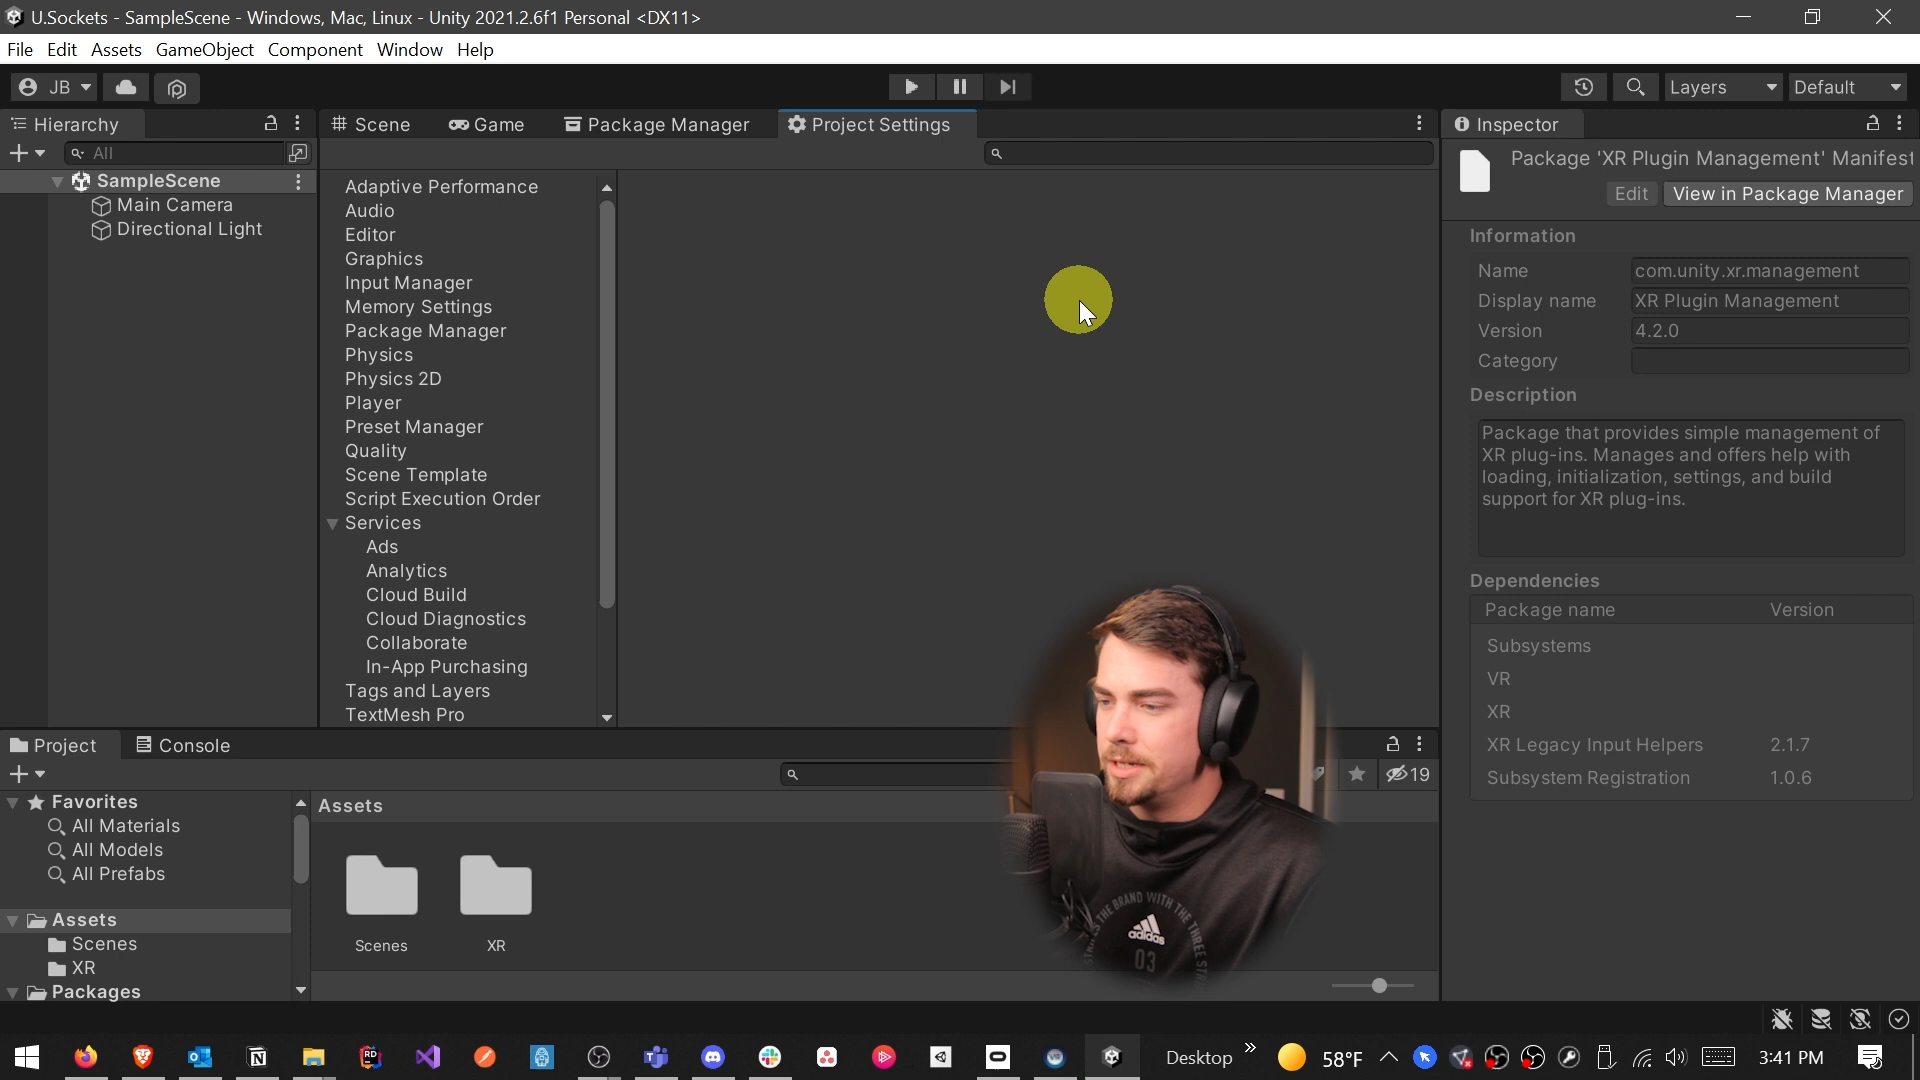 U.Sockets - SampleScene - Windows, Mac, Linux - Unity 2021.2.6f1 Personal <DX11>
File Edit Assets GameObject Component Window Help
JB
Layers
Default
Hierarchy
Scene
Game
Package Manager
Project Settings
Inspector
All
SampleScene
Main Camera
Directional Light
Adaptive Performance
Audio
Editor
Graphics
Input Manager
Memory Settings
Package Manager
Physics
Physics 2D
Player
Preset Manager
Quality
Scene Template
Script Execution Order
Services
Ads
Analytics
Cloud Build
Cloud Diagnostics
Collaborate
In-App Purchasing
Tags and Layers
TextMesh Pro
Package 'XR Plugin Management' Manifest
Edit
View in Package Manager
Information
Name com.unity.xr.management
Display name XR Plugin Management
Version 4.2.0
Category
Description
Package that provides simple management of
XR plug-ins. Manages and offers help with
loading, initialization, settings, and build
support for XR plug-ins.
Dependencies
Package name Version
Subsystems
VR
XR
XR Legacy Input Helpers 2.1.7
Subsystem Registration 1.0.6
Project
Console
19
Favorites
All Materials
All Models
All Prefabs
Assets
Scenes
XR
Packages
Assets
Scenes
XR
THE BRAND WITH THE THREE
adidas
03
Desktop
58°F
3:41 PM